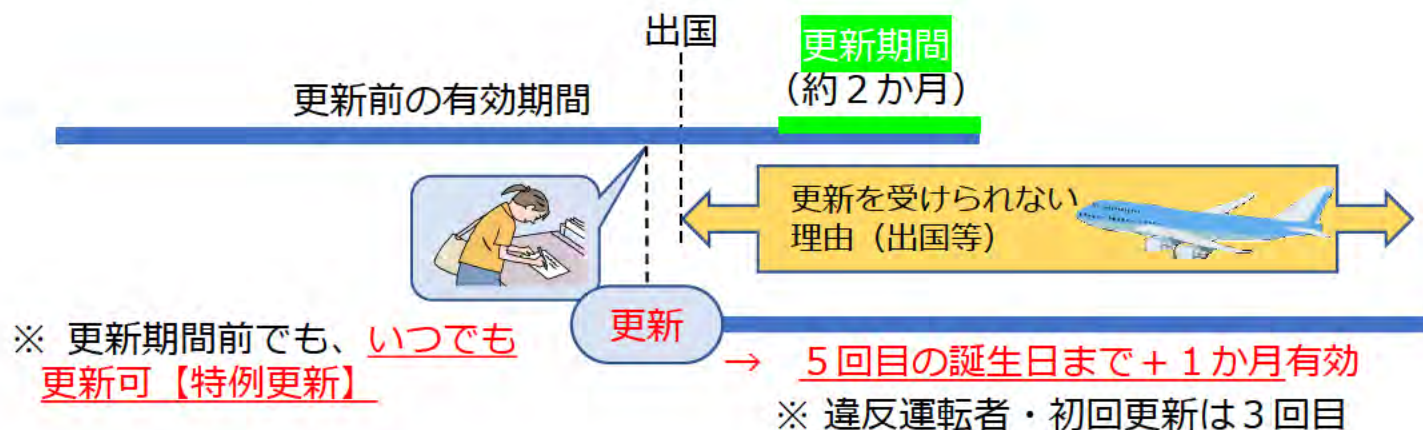 出国
更新期間
（約２か月）
更新前の有効期間
更新を受けられない
理由（出国等）
更新
※ 更新期間前でも、いつでも
更新可【特例更新】
→ ５回目の誕生日まで＋１か月有効
※ 違反運転者・初回更新は３回目